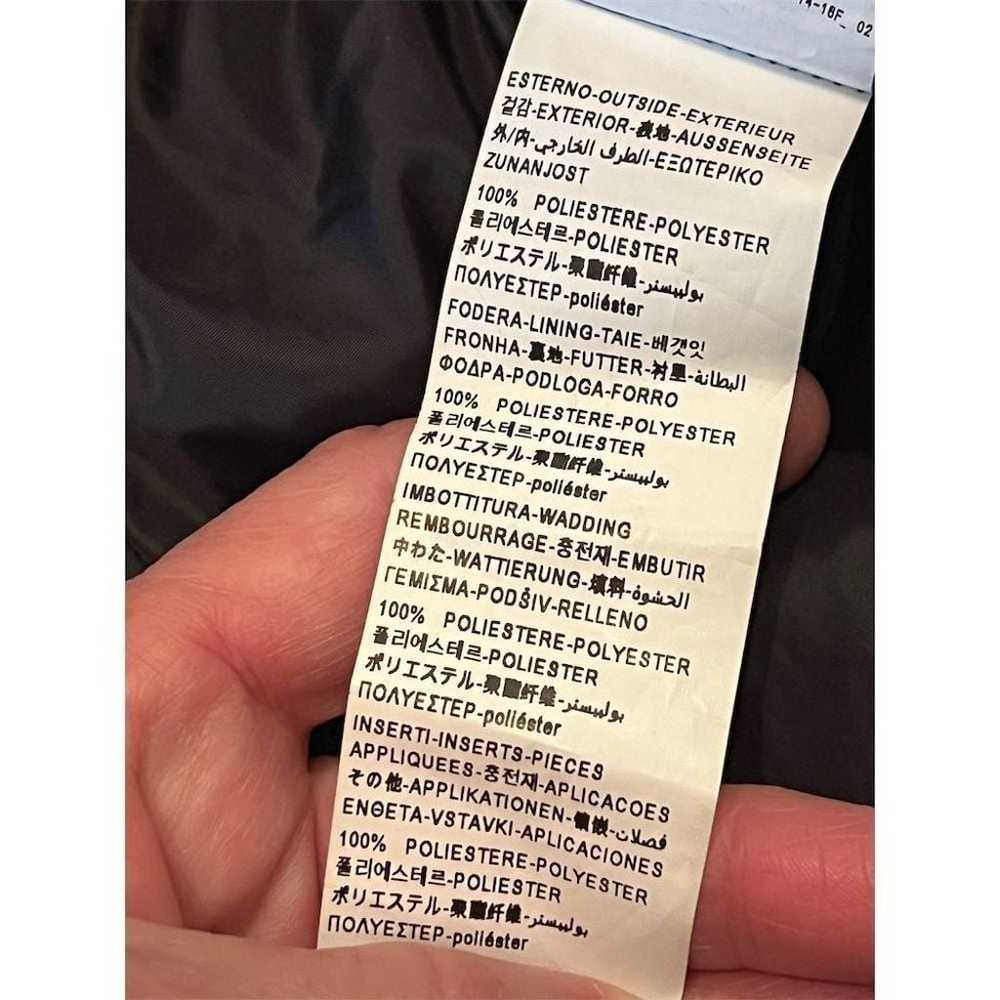 14-16F_ 02
ESTERNO-OUTSIDE-EXTERIEUR
겉감-EXTERIOR-表地-AUSSENSEITE
外/内-الطرف الخارجي-ΕΞΩΤΕΡΙΚΟ
ZUNANJOST
100% POLIESTERE-POLYESTER
폴리에스테르-POLIESTER
ポリエステル-聚酯纤维-بوليستر
ΠΟΛΥΕΣΤΕΡ-poliéster
FODERA-LINING-TAIE-베갯잇
FRONHA-裏地-FUTTER-衬里-البطانة
ΦΟΔΡΑ-PODLOGA-FORRO
100% POLIESTERE-POLYESTER
폴리에스테르-POLIESTER
ポリエステル-聚酯纤维-بوليستر
ΠΟΛΥΕΣΤΕΡ-poliéster
IMBOTTITURA-WADDING
REMBOURRAGE-충전재-EMBUTIR
中わた-WATTIERUNG-填料-الحشوة
ΓΕΜΙΣΜΑ-PODŠIV-RELLENO
100% POLIESTERE-POLYESTER
폴리에스테르-POLIESTER
ポリエステル-聚酯纤维-بوليستر
ΠΟΛΥΕΣΤΕΡ-poliéster
INSERTI-INSERTS-PIECES
APPLIQUEES-충전재-APLICACOES
その他-APPLIKATIONEN-镶嵌-فصلات
ΕΝΘΕΤΑ-VSTAVKI-APLICACIONES
100% POLIESTERE-POLYESTER
폴리에스테르-POLIESTER
ポリエステル-聚酯纤维-بوليستر
ΠΟΛΥΕΣΤΕΡ-poliéster